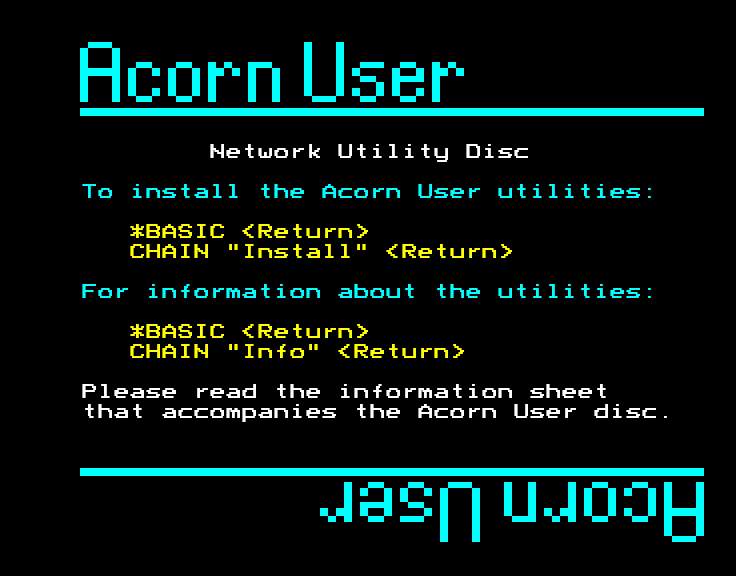 Acorn User
Network Utility Disc
To install the Acorn User utilities:
*BASIC <Return>
CHAIN "Install" <Return>
For information about the utilities:
*BASIC <Return>
CHAIN "Info" <Return>
Please read the information sheet
that accompanies the Acorn User disc.
Acorn User